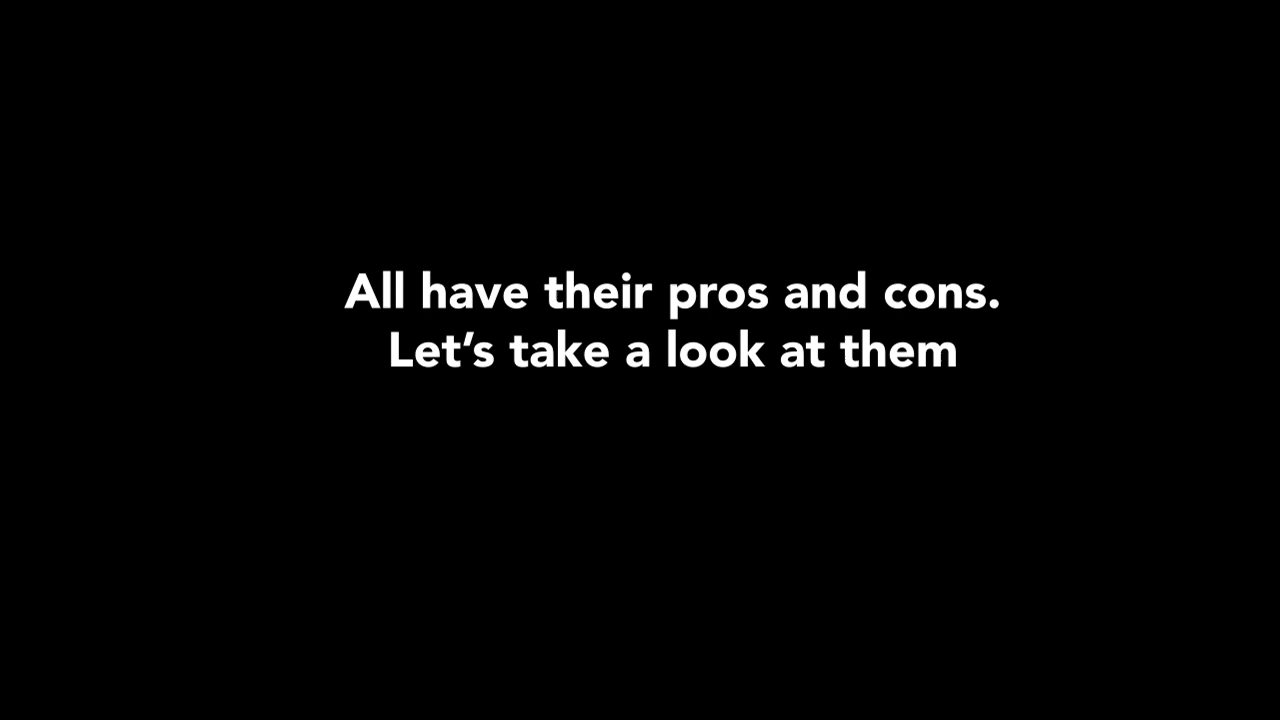 All have their pros and cons.
Let’s take a look at them